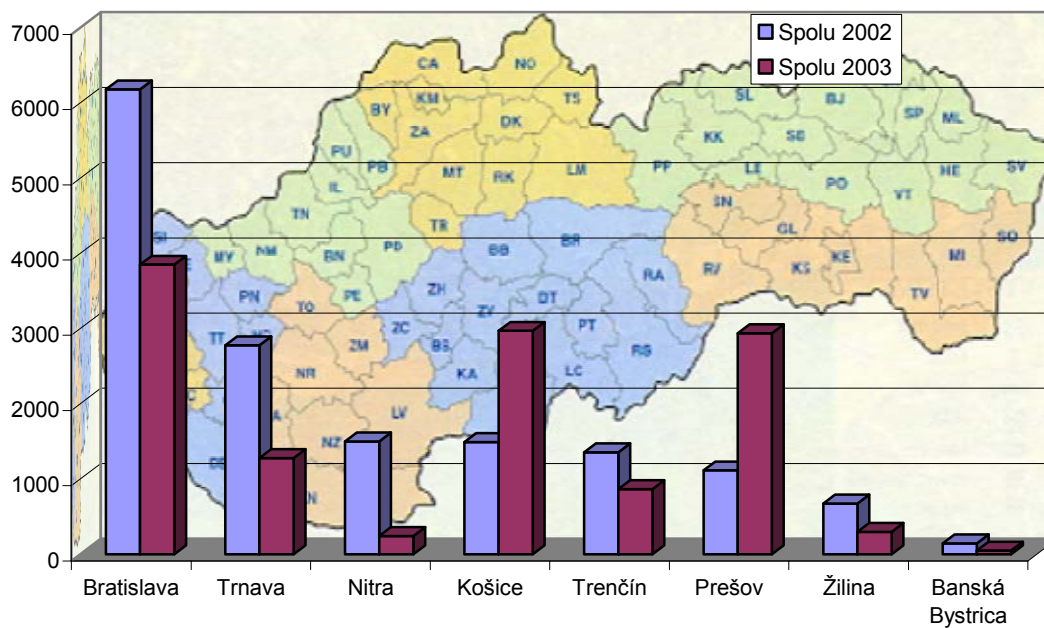 7000
6000
5000
4000
3000
2000
1000
0
Spolu 2002
Spolu 2003
CA
NO
BY
KM
TS
ZA
DK
MT
RK
LM
TR
PU
PB
IL
TN
MY
NM
BN
PD
PE
SL
BJ
SP
ML
KK
SB
PP
LE
PO
VT
HE
SV
SN
GL
RV
KS
KE
MI
SO
TV
BB
BR
RA
ZH
DT
ZV
PT
ZC
BS
RS
KA
LC
PN
TT
TO
ZM
NR
LV
NZ
Bratislava
Trnava
Nitra
Košice
Trenčín
Prešov
Žilina
Banská
Bystrica